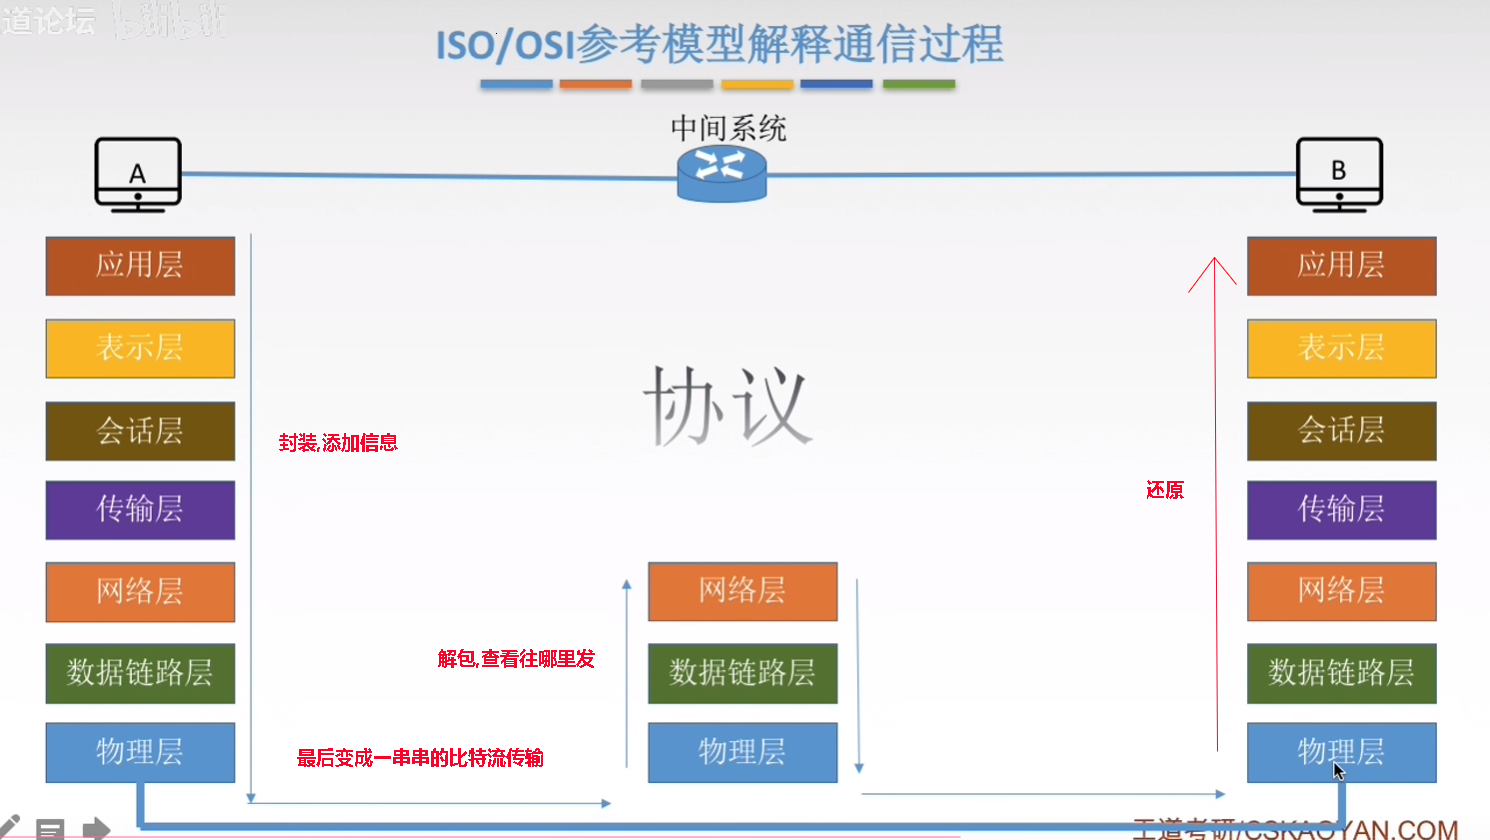 道论坛
ISO/OSI参考模型解释通信过程
中间系统
A
B
应用层
表示层
会话层
传输层
网络层
数据链路层
物理层
封装,添加信息
最后变成一串串的比特流传输
协议
解包,查看往哪里发
网络层
数据链路层
物理层
还原
应用层
表示层
会话层
传输层
网络层
数据链路层
物理层
王道考研/CSKAOYAN.COM